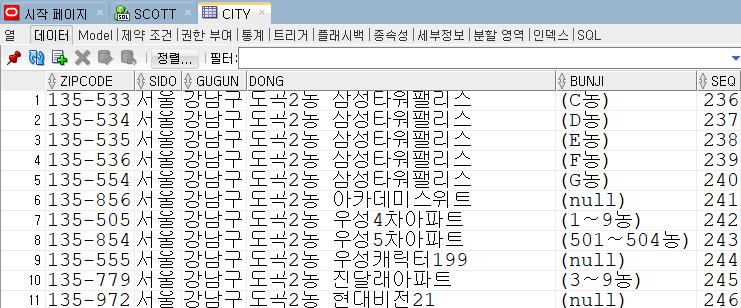 시작 페이지 SCOTT CITY
열 데이터 Model 제약 조건 권한 부여 통계 트리거 플래시백 종속성 세부정보 분할 영역 인덱스 SQL
정렬... 필터:
ZIPCODE SIDO GUGUN DONG BUNJI SEQ
1 135-533 서울 강남구 도곡2동 삼성타워팰리스 (C동) 236
2 135-534 서울 강남구 도곡2동 삼성타워팰리스 (D동) 237
3 135-535 서울 강남구 도곡2동 삼성타워팰리스 (E동) 238
4 135-536 서울 강남구 도곡2동 삼성타워팰리스 (F동) 239
5 135-554 서울 강남구 도곡2동 삼성타워팰리스 (G동) 240
6 135-856 서울 강남구 도곡2동 아카데미스위트 (null) 241
7 135-505 서울 강남구 도곡2동 우성4차아파트 (1~9동) 242
8 135-854 서울 강남구 도곡2동 우성5차아파트 (501~504동) 243
9 135-555 서울 강남구 도곡2동 우성캐릭터199 (null) 244
10 135-779 서울 강남구 도곡2동 진달래아파트 (3~9동) 245
11 135-972 서울 강남구 도곡2동 현대비전21 (null) 246